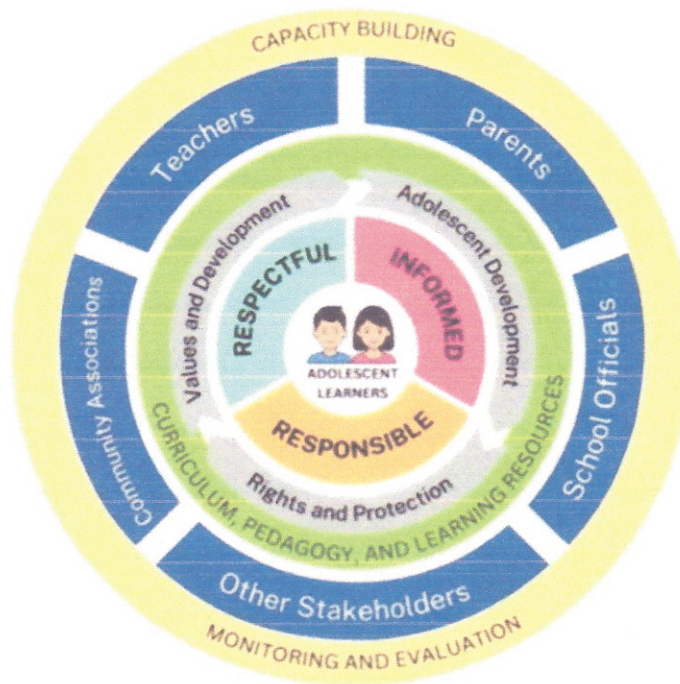 CAPACITY BUILDING
Teachers
Parents
Community Associations
School Officials
Other Stakeholders
Values and Development
Adolescent Development
Rights and Protection
CURRICULUM, PEDAGOGY, AND LEARNING RESOURCES
RESPECTFUL
INFORMED
RESPONSIBLE
ADOLESCENT
LEARNERS
MONITORING AND EVALUATION